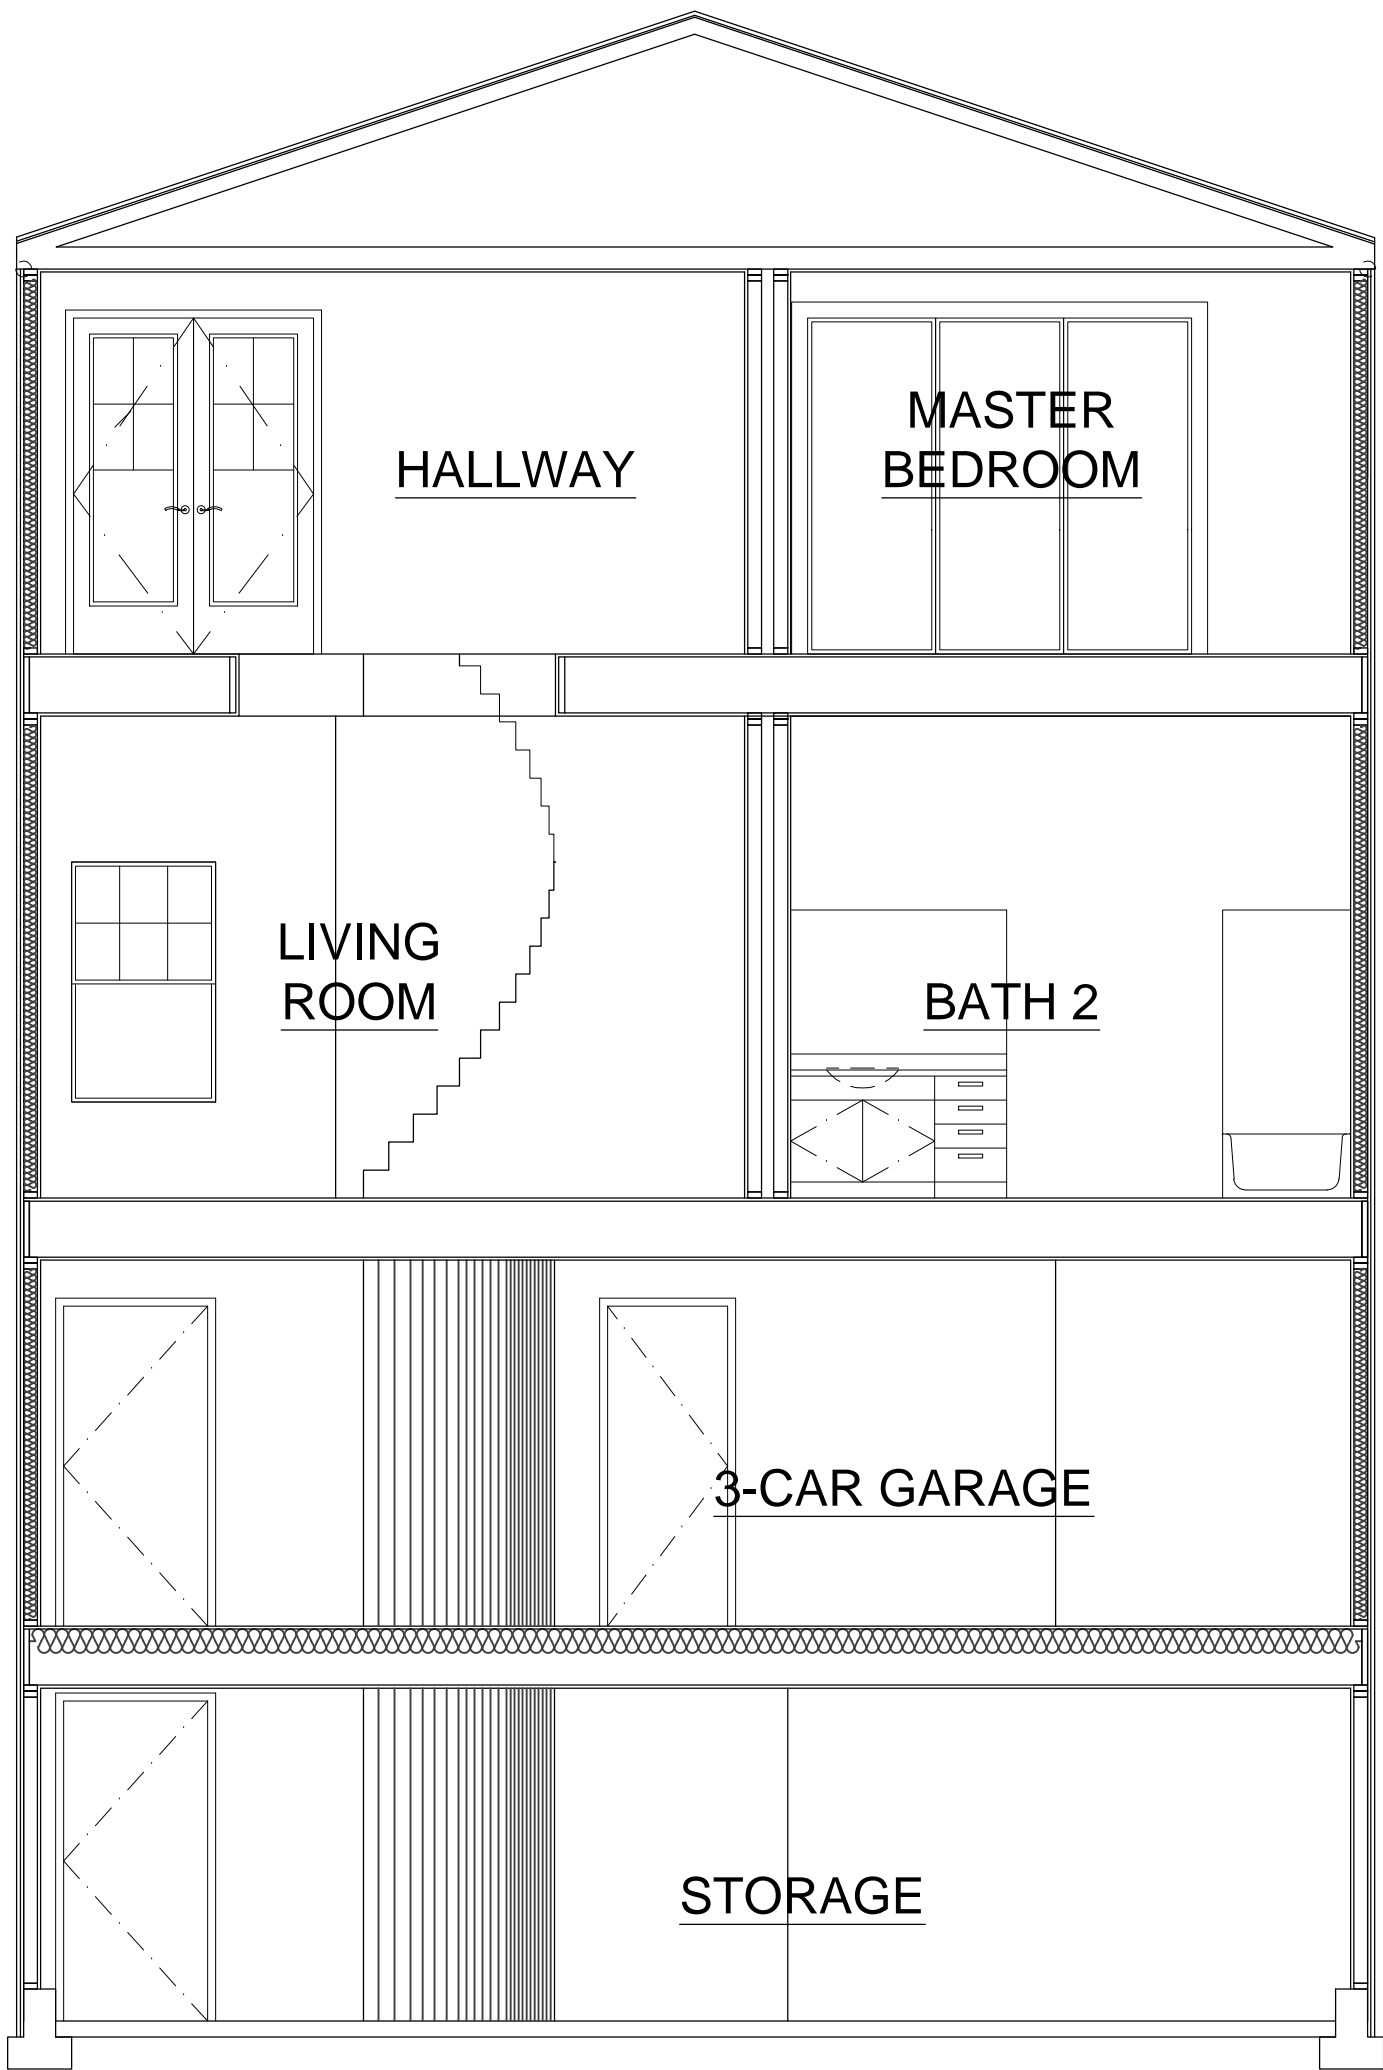 HALLWAY
MASTER
BEDROOM
LIVING
ROOM
BATH 2
3-CAR GARAGE
STORAGE